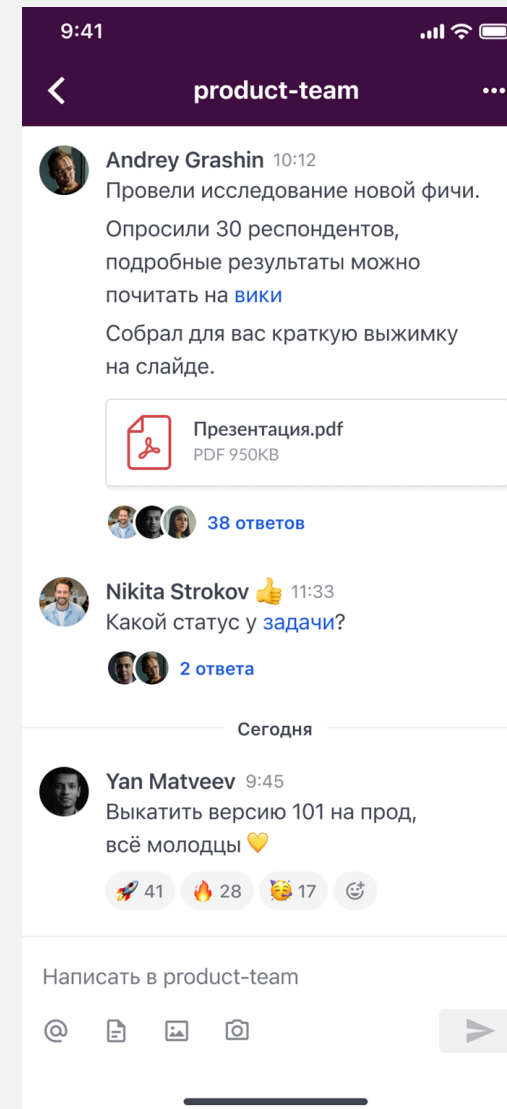 9:41
product-team
Andrey Grashin 10:12
Провели исследование новой фичи.
Опросили 30 респондентов,
подробные результаты можно
почитать на вики
Собрал для вас краткую выжимку
на слайде.
Презентация.pdf
PDF 950KB
38 ответов
Nikita Strokov 👍 11:33
Какой статус у задачи?
2 ответа
Сегодня
Yan Matveev 9:45
Выкатить версию 101 на прод,
всё молодцы 💛
🚀 41 🔥 28 🥳 17
Написать в product-team